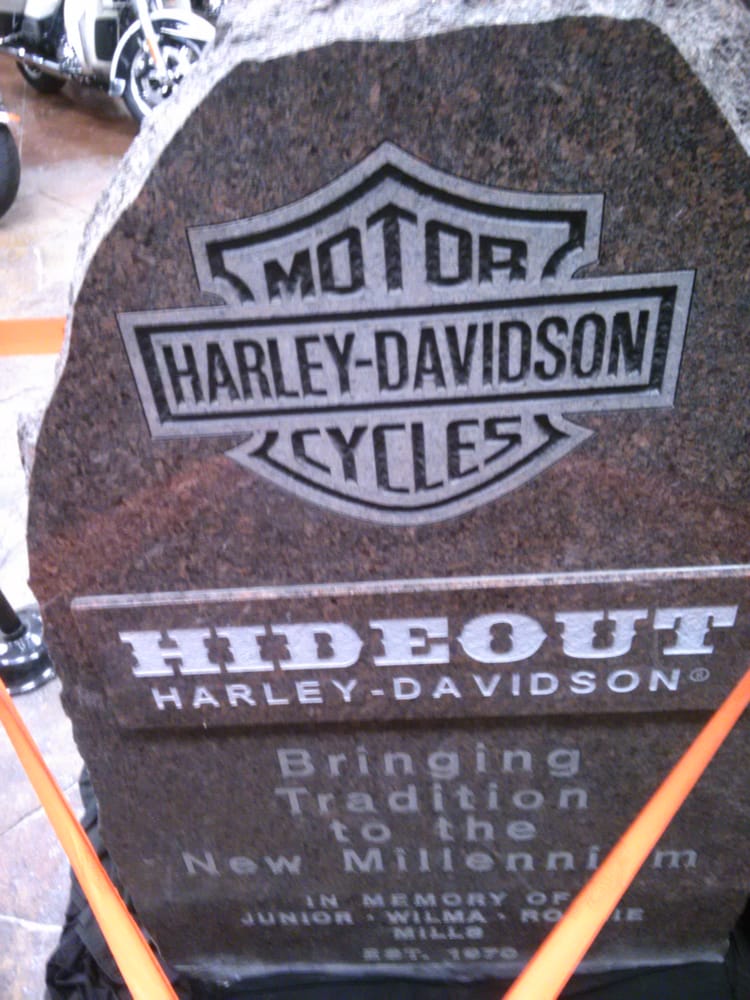 MOTOR
HARLEY-DAVIDSON
CYCLES
HIDEOUT
HARLEY-DAVIDSON®
Bringing
Tradition
to the
New
IN MEMORY OF
JUNIOR · WILMA ·
MILLS
EST. 1970